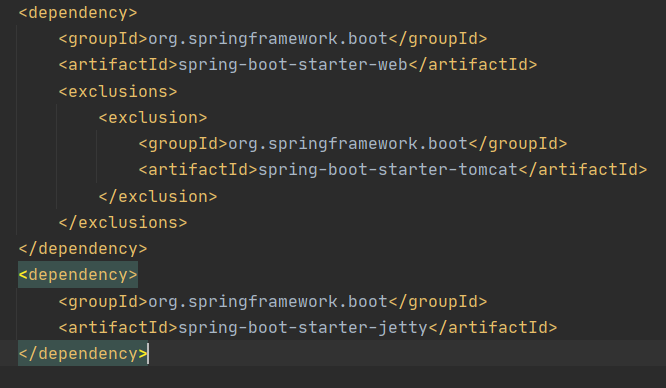 <dependency>
    <groupId>org.springframework.boot</groupId>
    <artifactId>spring-boot-starter-web</artifactId>
    <exclusions>
        <exclusion>
            <groupId>org.springframework.boot</groupId>
            <artifactId>spring-boot-starter-tomcat</artifactId>
        </exclusion>
    </exclusions>
</dependency>
<dependency>
    <groupId>org.springframework.boot</groupId>
    <artifactId>spring-boot-starter-jetty</artifactId>
</dependency>